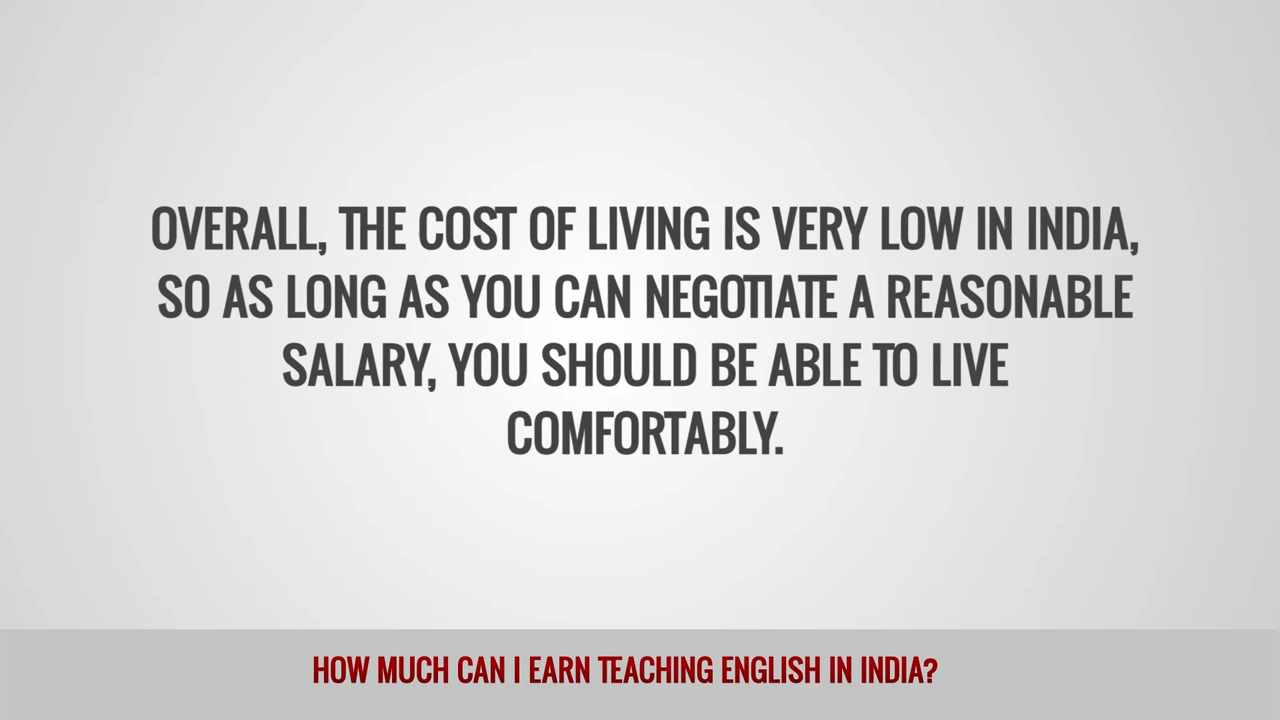 OVERALL, THE COST OF LIVING IS VERY LOW IN INDIA,
SO AS LONG AS YOU CAN NEGOTIATE A REASONABLE
SALARY, YOU SHOULD BE ABLE TO LIVE
COMFORTABLY.
HOW MUCH CAN I EARN TEACHING ENGLISH IN INDIA?